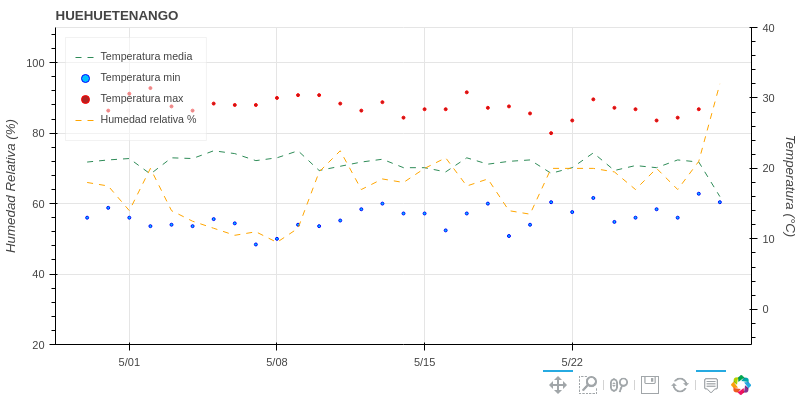 HUEHUETENANGO
Temperatura media
Temperatura min
Temperatura max
Humedad relativa %
Humedad Relativa (%)
100
80
60
40
20
40
30
20
10
0
Temperatura (°C)
5/01
5/08
5/15
5/22